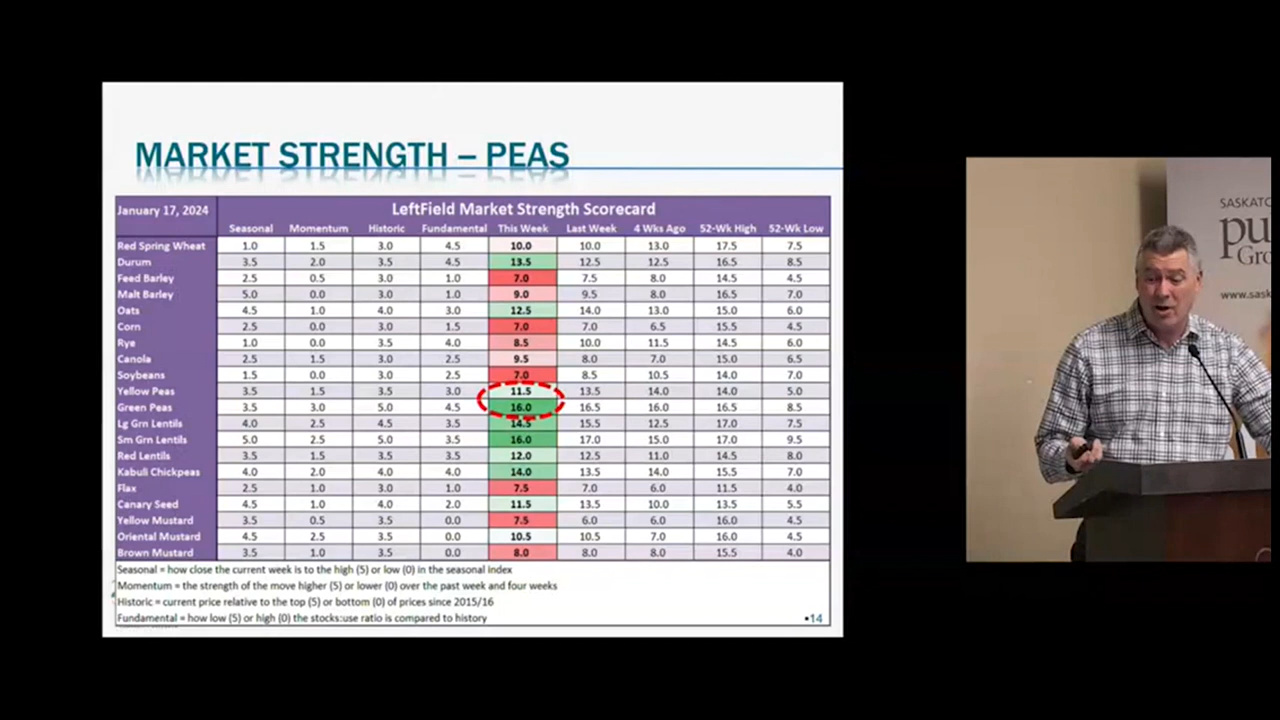 MARKET STRENGTH – PEAS
January 17, 2024 LeftField Market Strength Scorecard
Seasonal Momentum Historic Fundamental This Week Last Week 4 Wks Ago 52-Wk High 52-Wk Low
Red Spring Wheat 1.0 1.5 3.0 4.5 10.0 10.0 13.0 17.5 7.5
Durum 3.5 2.0 3.5 4.5 13.5 12.5 12.5 16.5 8.5
Feed Barley 2.5 0.5 3.0 1.0 7.0 7.5 8.0 14.5 4.5
Malt Barley 5.0 0.0 3.0 1.0 9.0 9.5 8.0 16.5 7.0
Oats 4.5 1.0 4.0 3.0 12.5 14.0 13.0 15.0 6.0
Corn 2.5 0.0 3.0 1.5 7.0 7.0 6.5 15.5 4.5
Rye 1.0 0.0 3.5 4.0 8.5 10.0 11.5 14.5 6.0
Canola 2.5 1.5 3.0 2.5 9.5 8.0 7.0 15.0 6.5
Soybeans 1.5 0.0 3.0 2.5 7.0 8.5 10.5 14.0 7.0
Yellow Peas 3.5 1.5 3.5 3.0 11.5 13.5 14.0 14.0 5.0
Green Peas 3.5 3.0 5.0 4.5 16.0 16.5 16.0 16.5 8.5
Lg Grn Lentils 4.0 2.5 4.5 3.5 14.5 15.5 12.5 17.0 7.5
Sm Grn Lentils 5.0 2.5 5.0 3.5 16.0 17.0 15.0 17.0 9.5
Red Lentils 3.5 1.5 3.5 3.5 12.0 12.5 11.0 14.5 8.0
Kabuli Chickpeas 4.0 2.0 4.0 4.0 14.0 13.5 14.0 15.5 7.0
Flax 2.5 1.0 3.0 1.0 7.5 7.0 6.0 11.5 4.0
Canary Seed 4.5 1.0 4.0 2.0 11.5 13.5 10.0 13.5 5.5
Yellow Mustard 3.5 0.5 3.5 0.0 7.5 6.0 6.0 16.0 4.5
Oriental Mustard 4.5 2.5 3.5 0.0 10.5 10.5 7.0 16.0 4.5
Brown Mustard 3.5 1.0 3.5 0.0 8.0 8.0 8.0 15.5 4.0
Seasonal = how close the current week is to the high (5) or low (0) in the seasonal index
Momentum = the strength of the move higher (5) or lower (0) over the past week and four weeks
Historic = current price relative to the top (5) or bottom (0) of prices since 2015/16
Fundamental = how low (5) or high (0) the stocks:use ratio is compared to history
•14
SASKATC
pu
Gro
www.sask